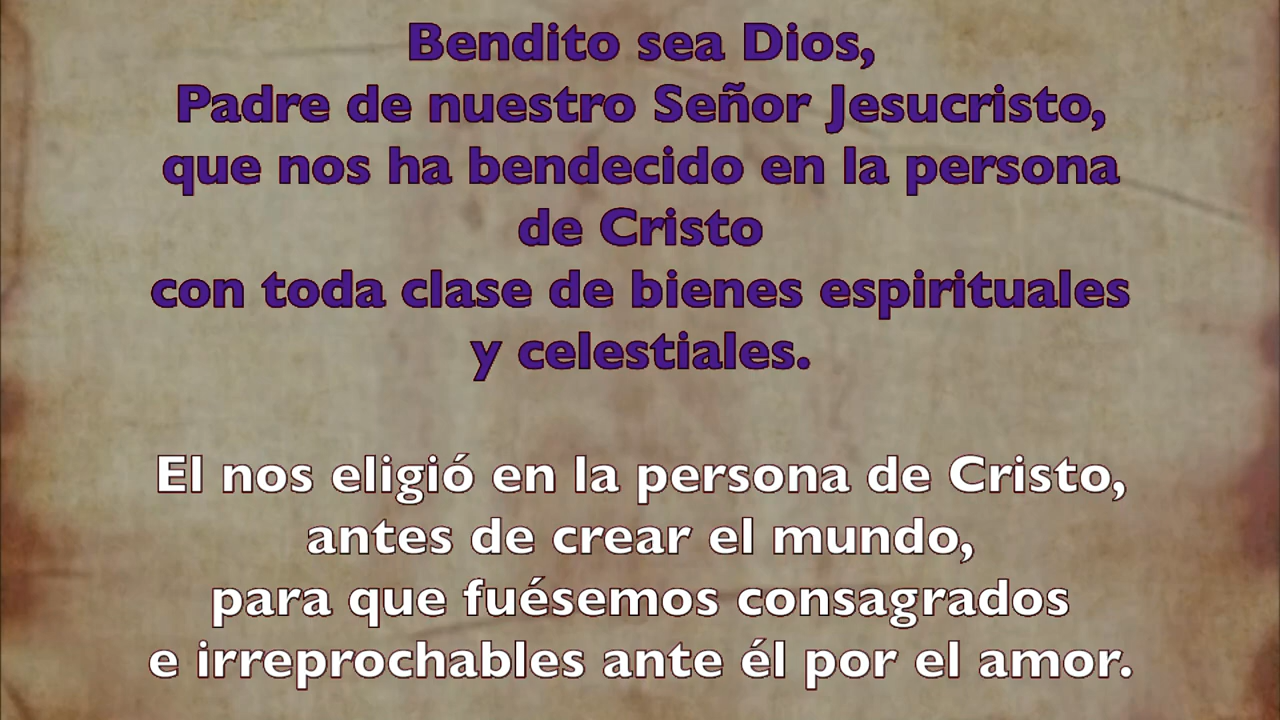 Bendito sea Dios,
Padre de nuestro Señor Jesucristo,
que nos ha bendecido en la persona
de Cristo
con toda clase de bienes espirituales
y celestiales.
El nos eligió en la persona de Cristo,
antes de crear el mundo,
para que fuésemos consagrados
e irreprochables ante él por el amor.